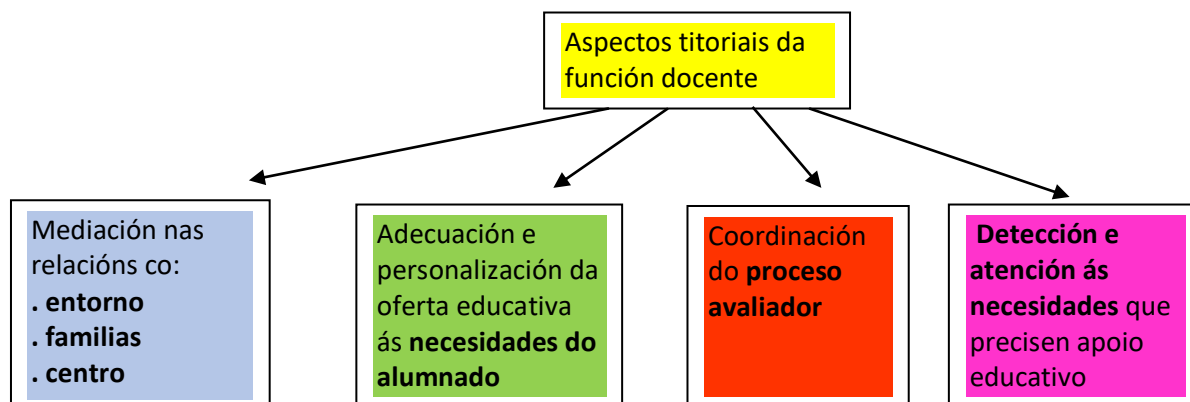 Aspectos titoriais da
función docente
Mediación nas
relacións co:
. entorno
. familias
. centro
Adecuación e
personalización da
oferta educativa
ás necesidades do
alumnado
Coordinación
do proceso
avaliador
Detección e
atención ás
necesidades que
precisen apoio
educativo